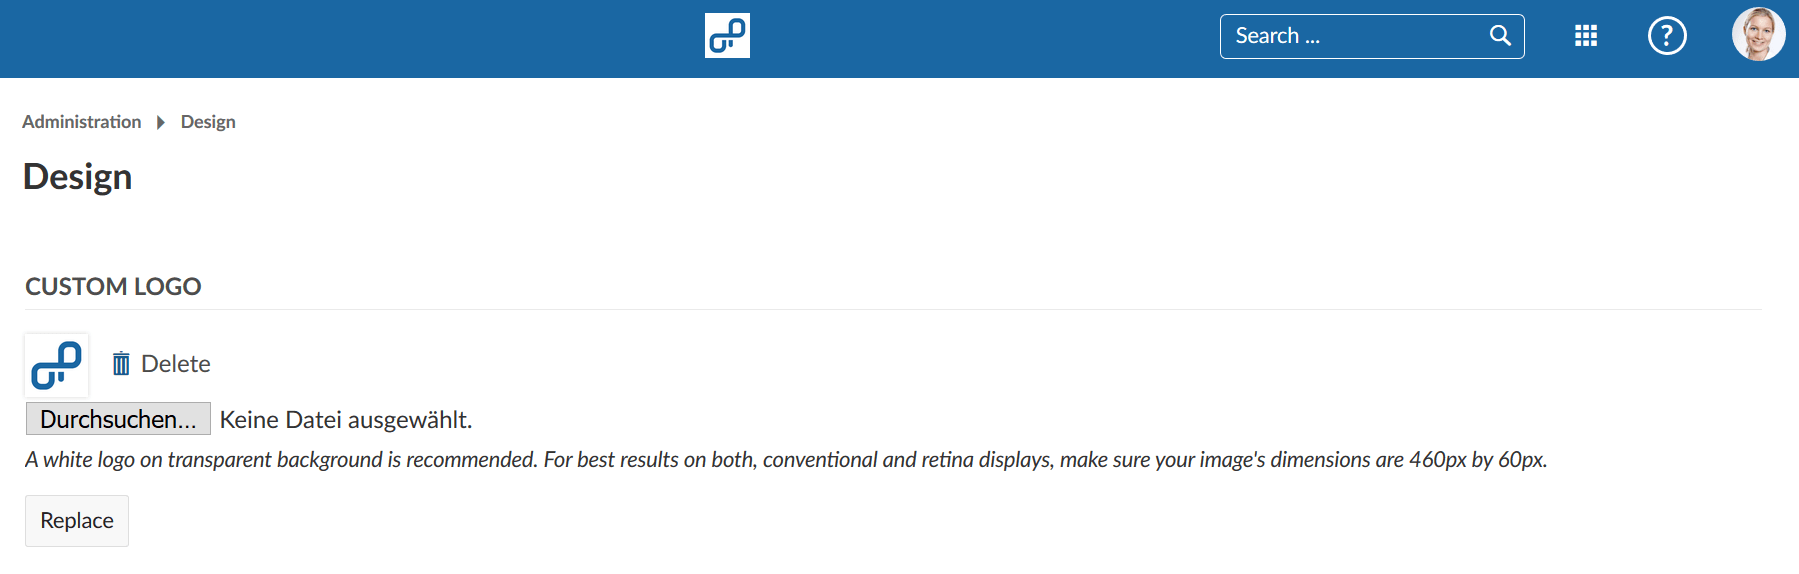 Search ...
?
Administration Design
Design
CUSTOM LOGO
Delete
Durchsuchen... Keine Datei ausgewählt.
A white logo on transparent background is recommended. For best results on both, conventional and retina displays, make sure your image's dimensions are 460px by 60px.
Replace